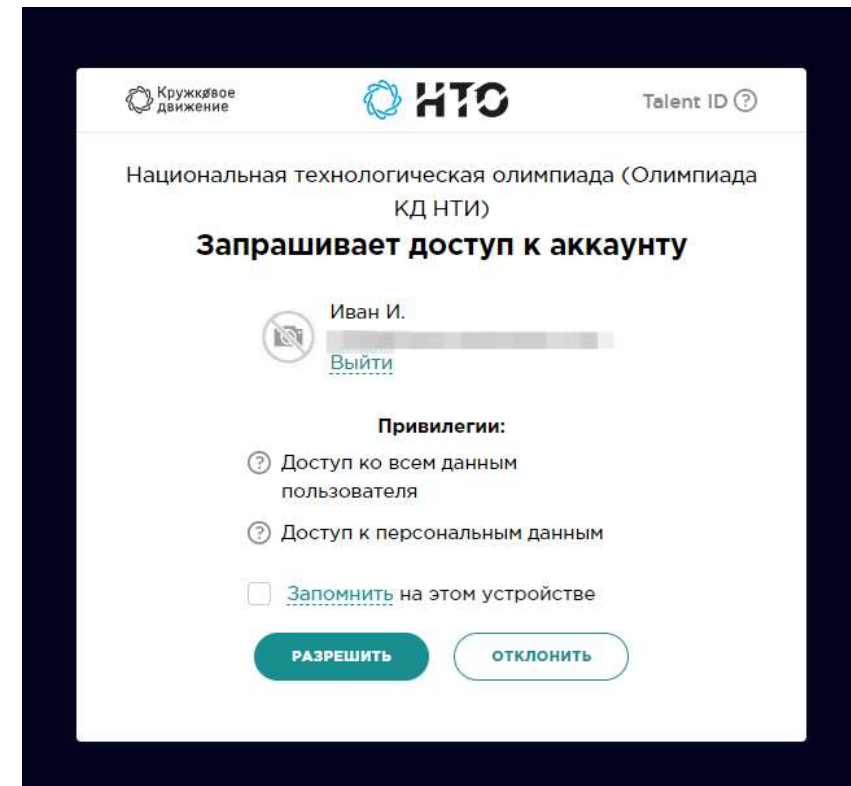 Кружковое
движение
НТО
Talent ID ?
Национальная технологическая олимпиада (Олимпиада
КД НТИ)
Запрашивает доступ к аккаунту
Иван И.
Выйти
Привилегии:
? Доступ ко всем данным
пользователя
? Доступ к персональным данным
Запомнить на этом устройстве
РАЗРЕШИТЬ
ОТКЛОНИТЬ